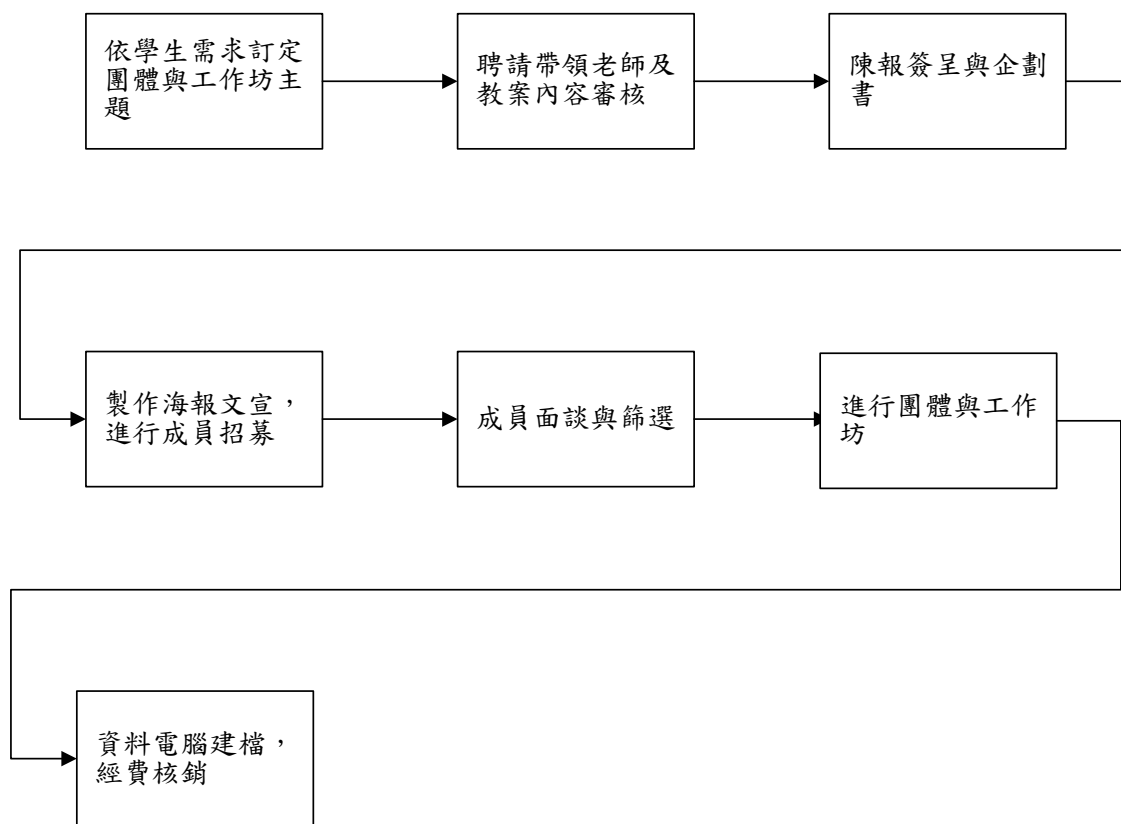 依學生需求訂定
團體與工作坊主
題
聘請帶領老師及
教案內容審核
陳報簽呈與企劃
書
製作海報文宣，
進行成員招募
成員面談與篩選
進行團體與工作
坊
資料電腦建檔，
經費核銷